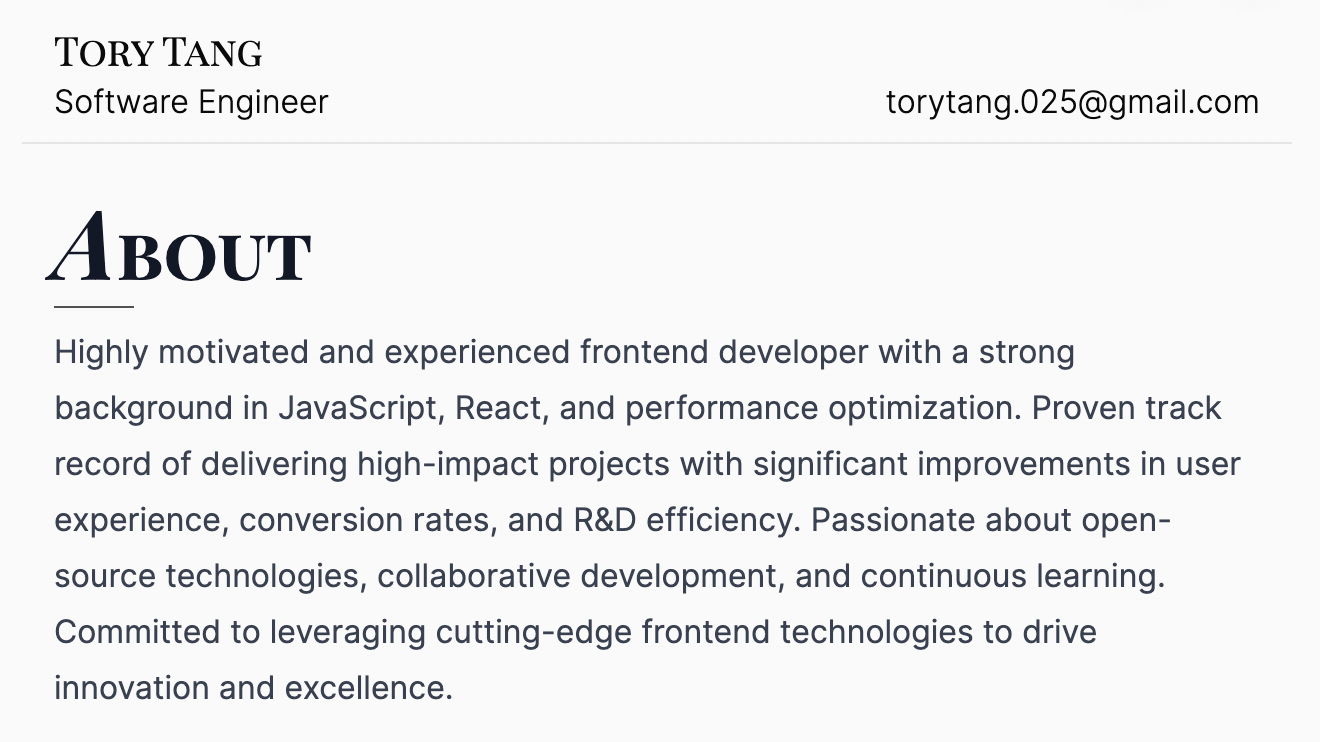 Tory Tang
Software Engineer
torytang.025@gmail.com
About
Highly motivated and experienced frontend developer with a strong
background in JavaScript, React, and performance optimization. Proven track
record of delivering high-impact projects with significant improvements in user
experience, conversion rates, and R&D efficiency. Passionate about open-
source technologies, collaborative development, and continuous learning.
Committed to leveraging cutting-edge frontend technologies to drive
innovation and excellence.